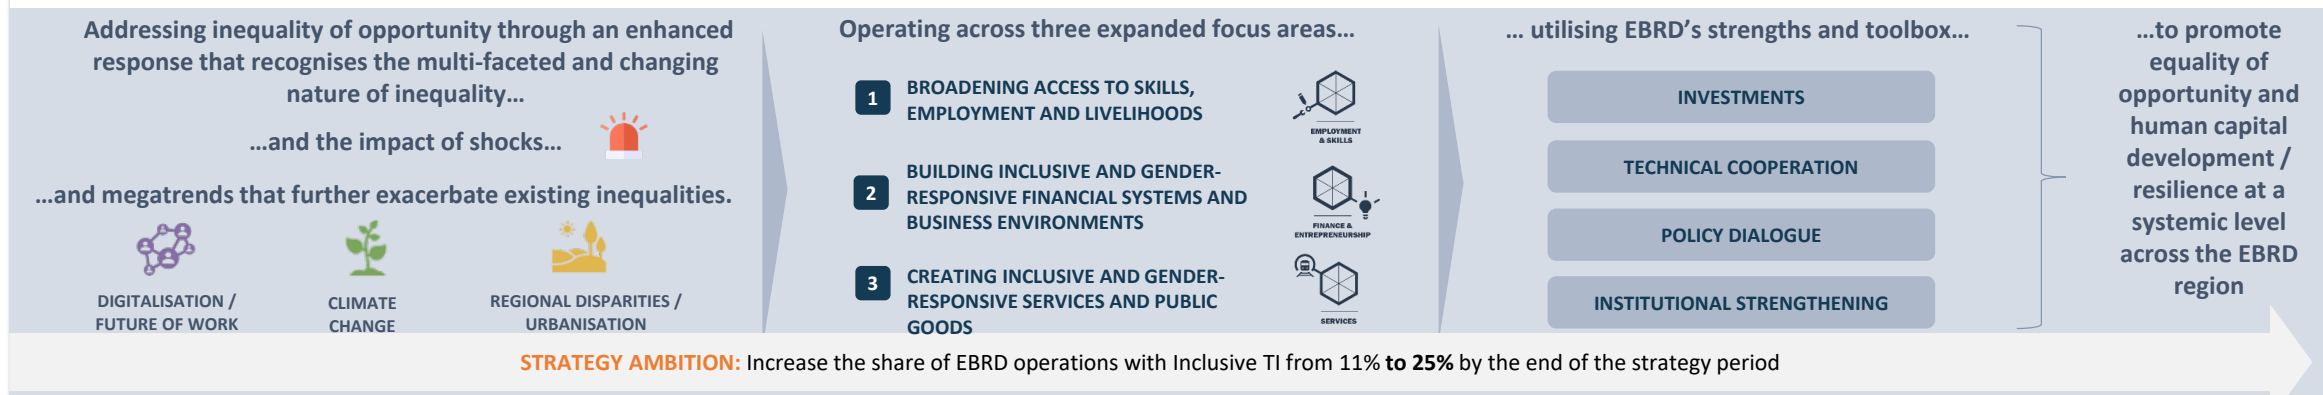 Addressing inequality of opportunity through an enhanced
response that recognises the multi-faceted and changing
nature of inequality…
…and the impact of shocks…
…and megatrends that further exacerbate existing inequalities.
DIGITALISATION /
FUTURE OF WORK
CLIMATE
CHANGE
REGIONAL DISPARITIES /
URBANISATION
Operating across three expanded focus areas…
1
BROADENING ACCESS TO SKILLS,
EMPLOYMENT AND LIVELIHOODS
EMPLOYMENT
& SKILLS
2
BUILDING INCLUSIVE AND GENDER-
RESPONSIVE FINANCIAL SYSTEMS AND
BUSINESS ENVIRONMENTS
FINANCE &
ENTREPRENEURSHIP
3
CREATING INCLUSIVE AND GENDER-
RESPONSIVE SERVICES AND PUBLIC
GOODS
SERVICES
… utilising EBRD’s strengths and toolbox…
INVESTMENTS
TECHNICAL COOPERATION
POLICY DIALOGUE
INSTITUTIONAL STRENGTHENING
…to promote
equality of
opportunity and
human capital
development /
resilience at a
systemic level
across the EBRD
region
STRATEGY AMBITION: Increase the share of EBRD operations with Inclusive TI from 11% to 25% by the end of the strategy period